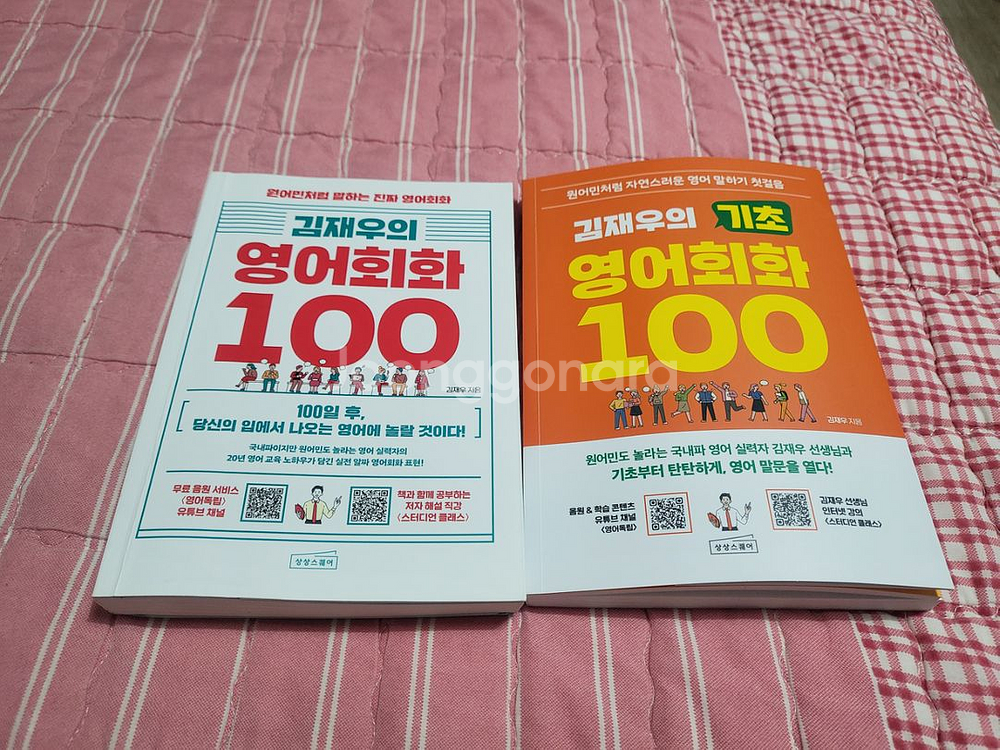 원어민처럼 말하는 진짜 영어회화
김재우의
영어회화
100
김재우 지음
100일 후,
당신의 입에서 나오는 영어에 놀랄 것이다!
국내파이지만 원어민도 놀라는 영어 실력자의
20년 영어 교육 노하우가 담긴 실전 알짜 영어회화 표현!
무료 음원 서비스
〈영어독립〉
유튜브 채널
책과 함께 공부하는
저자 해설 직강
〈스터디언 클래스〉
상상스퀘어
원어민처럼 자연스러운 영어 말하기 첫걸음
김재우의 기초
영어회화
100
김재우 지음
원어민도 놀라는 국내파 영어 실력자 김재우 선생님과
기초부터 탄탄하게, 영어 말문을 열다!
음원 & 학습 콘텐츠
유튜브 채널
〈영어독립〉
김재우 선생님
인터넷 강의
〈스터디언 클래스〉
상상스퀘어
joonggonara